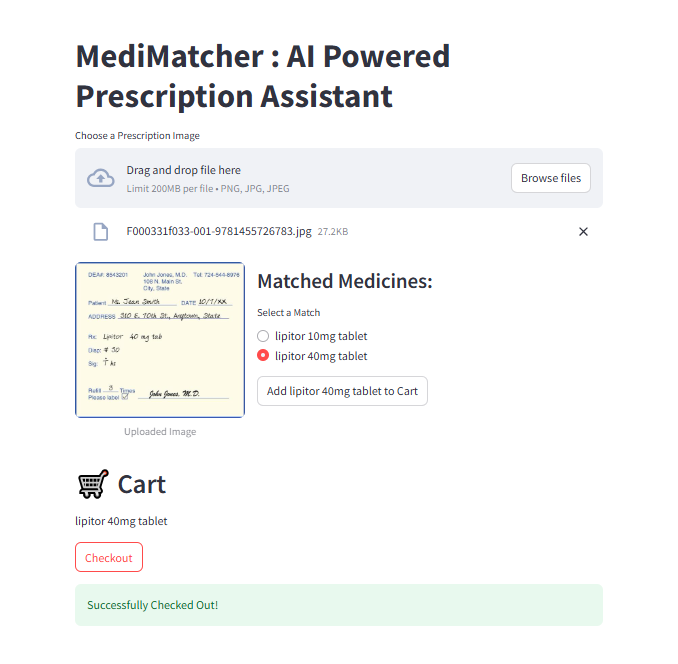 MediMatcher : AI Powered
Prescription Assistant
Choose a Prescription Image
Drag and drop file here
Limit 200MB per file • PNG, JPG, JPEG
Browse files
F000331f033-001-9781455726783.jpg 27.2KB
DEA#: 8543201 John Jones, M.D. Tel: 724-544-8976
108 N. Main St.
City, State
Patient Ms. Jean Smith DATE 10/7/XX
ADDRESS 310 E. 70th St., Anytown, State
Rx: Lipitor 40 mg tab
Disp: # 30
Sig: hs
Refill 3 Times
Please label
John Jones, M.D.
Uploaded Image
Matched Medicines:
Select a Match
lipitor 10mg tablet
lipitor 40mg tablet
Add lipitor 40mg tablet to Cart
Cart
lipitor 40mg tablet
Checkout
Successfully Checked Out!